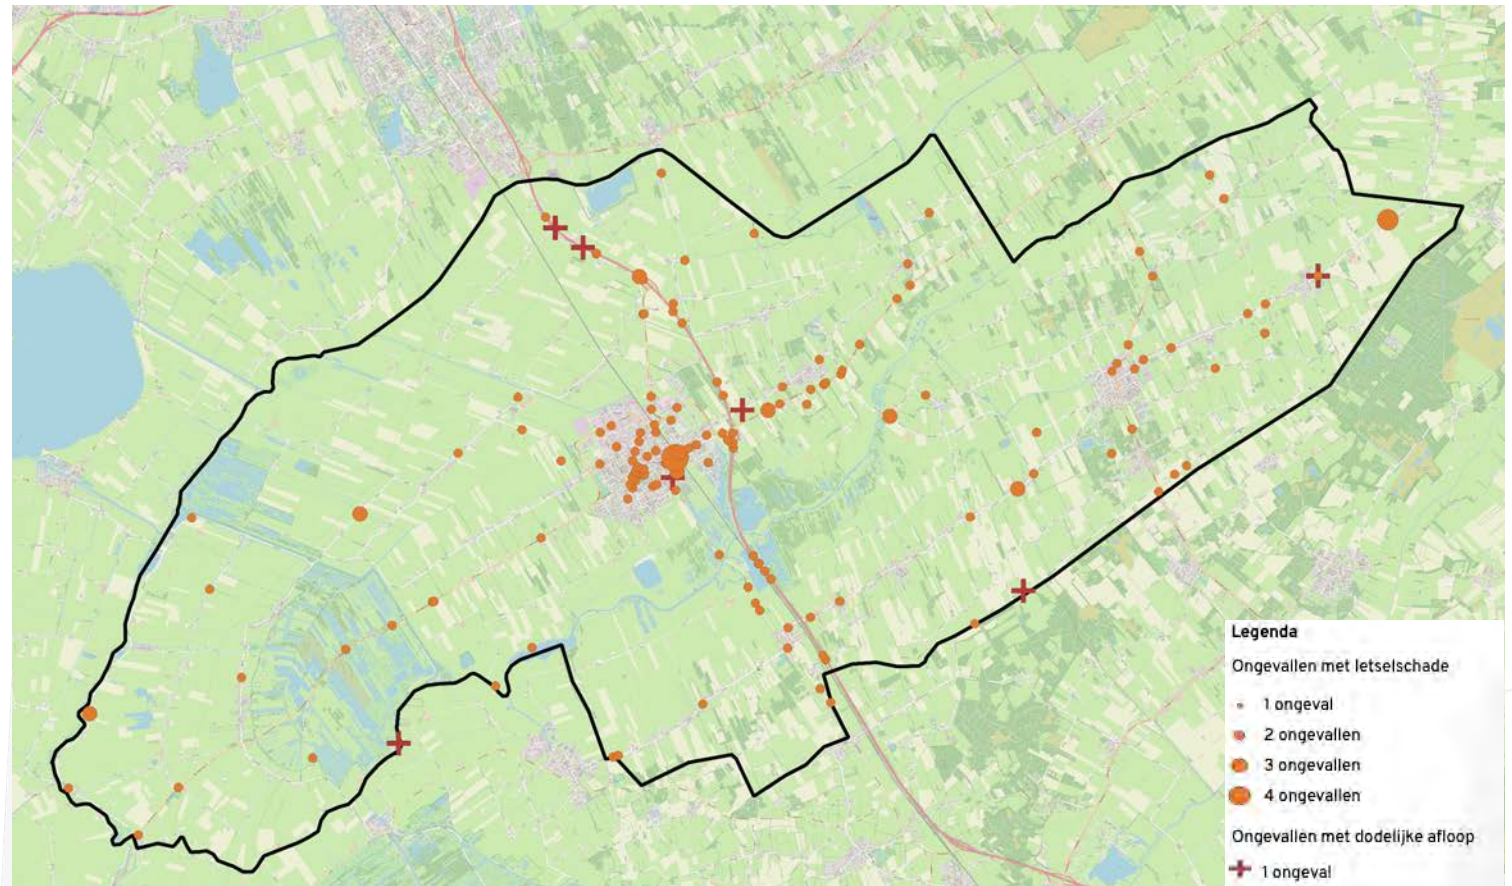 Legenda
Ongevallen met letselschade
1 ongeval
2 ongevallen
3 ongevallen
4 ongevallen
Ongevallen met dodelijke afloop
1 ongeval